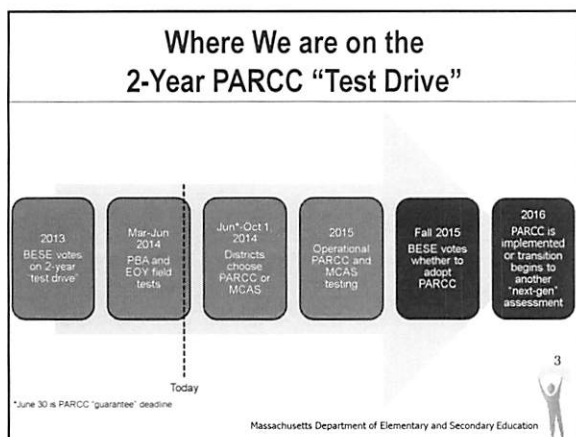 Where We are on the
2-Year PARCC "Test Drive"
2013
BESE votes
on 2-year
"test drive"
Mar-Jun
2014
PBA and
EOY field
tests
Jun*-Oct 1,
2014
Districts
choose
PARCC or
MCAS
2015
Operational
PARCC and
MCAS
testing
Fall 2015
BESE votes
whether to
adopt
PARCC
2016
PARCC is
implemented
or transition
begins to
another
"next-gen"
assessment
Today
*June 30 is PARCC "guarantee" deadline
3
Massachusetts Department of Elementary and Secondary Education